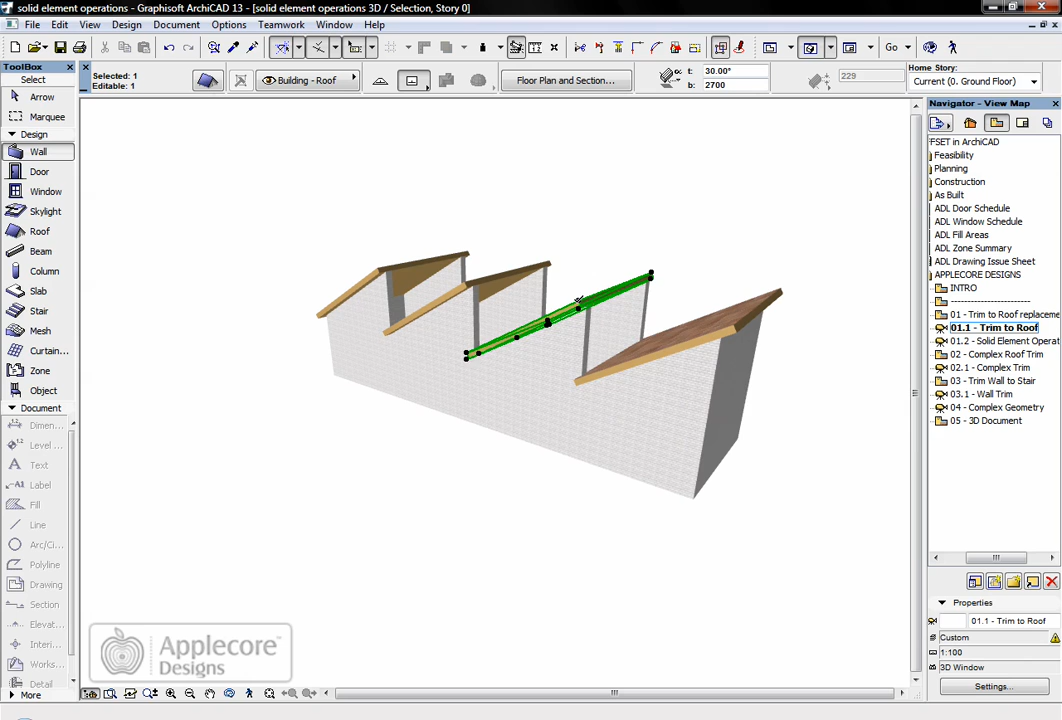 solid element operations - Graphisoft ArchiCAD 13 - [solid element operations 3D / Selection, Story 0]
File Edit View Design Document Options Teamwork Window Help
ToolBox
Select
Arrow
Marquee
Design
Wall
Door
Window
Skylight
Roof
Beam
Column
Slab
Stair
Mesh
Curtain...
Zone
Object
Document
Dimen...
Level ...
Text
Label
Fill
Line
Arc/Ci...
Polyline
Drawing
Section
Elevat...
Interi...
Works...
Detail
More
Go
Selected: 1
Editable: 1
Building - Roof
Floor Plan and Section...
t: 30.00°
b: 2700
229
Home Story:
Current (0. Ground Floor)
Navigator - View Map
FSET in ArchiCAD
Feasibility
Planning
Construction
As Built
ADL Door Schedule
ADL Window Schedule
ADL Fill Areas
ADL Zone Summary
ADL Drawing Issue Sheet
APPLECORE DESIGNS
INTRO
------------------------
01 - Trim to Roof replaceme
01.1 - Trim to Roof
01.2 - Solid Element Operat
02 - Complex Roof Trim
02.1 - Complex Trim
03 - Trim Wall to Stair
03.1 - Wall Trim
04 - Complex Geometry
05 - 3D Document
Properties
01.1 - Trim to Roof
Custom
1:100
3D Window
Settings...
Applecore
Designs